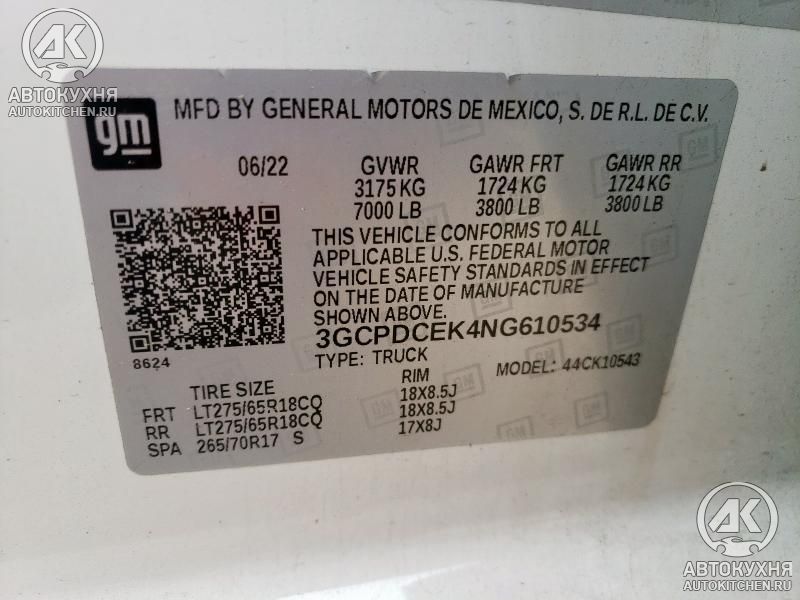 AK
АВТОКУХНЯ
AUTOKITCHEN.RU
gm
MFD BY GENERAL MOTORS DE MEXICO, S. DE R.L. DE C.V.
06/22 GVWR GAWR FRT GAWR RR
3175 KG 1724 KG 1724 KG
7000 LB 3800 LB 3800 LB
THIS VEHICLE CONFORMS TO ALL
APPLICABLE U.S. FEDERAL MOTOR
VEHICLE SAFETY STANDARDS IN EFFECT
ON THE DATE OF MANUFACTURE
SHOWN ABOVE.
3GCPDCEK4NG610534
8624 TYPE: TRUCK MODEL: 44CK10543
TIRE SIZE RIM
FRT LT275/65R18CQ 18X8.5J
RR LT275/65R18CQ 18X8.5J
SPA 265/70R17 S 17X8J
AK
АВТОКУХНЯ
AUTOKITCHEN.RU